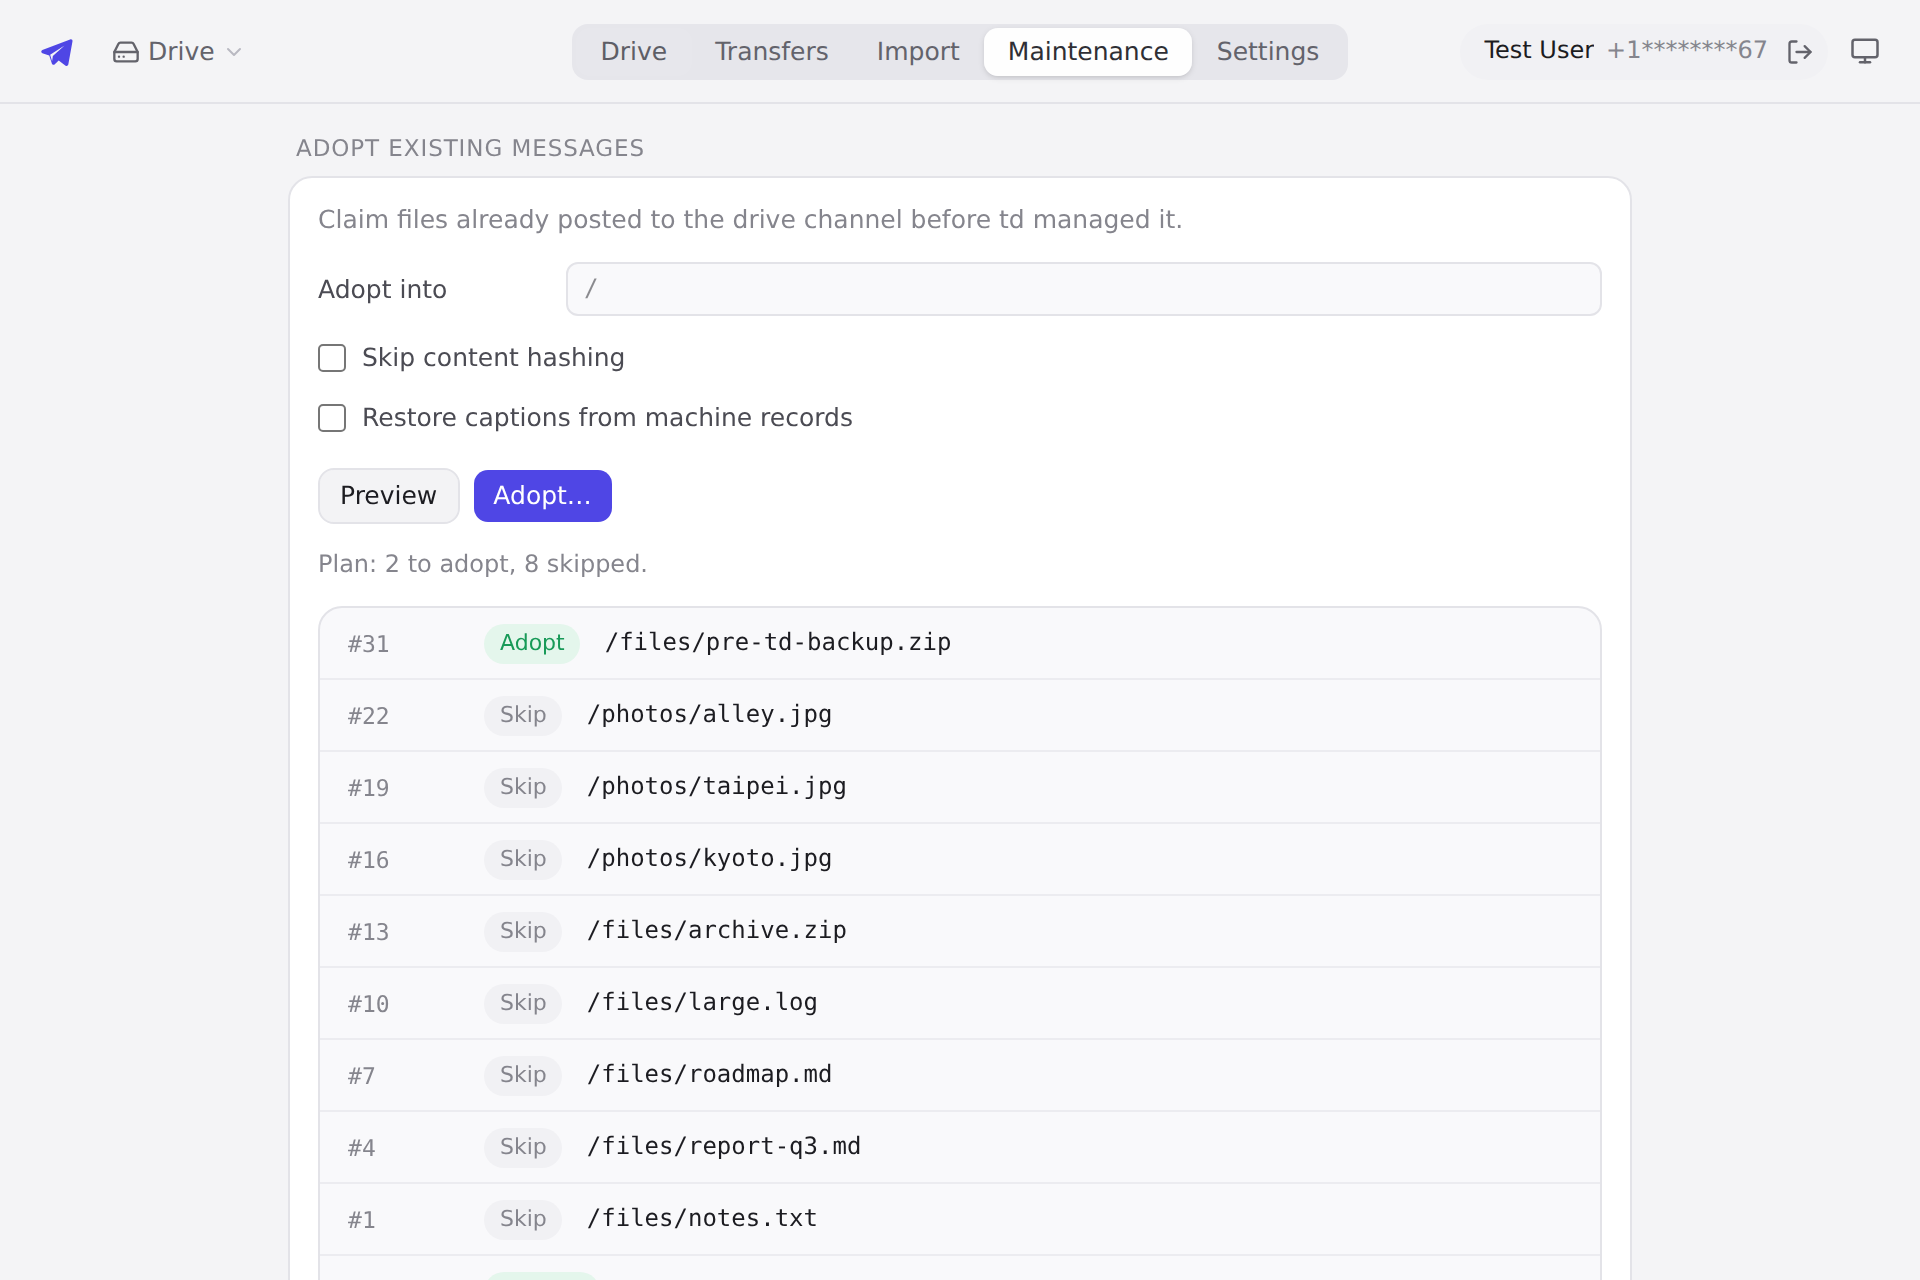 Drive
Drive Transfers Import Maintenance Settings
Test User +1********67
ADOPT EXISTING MESSAGES
Claim files already posted to the drive channel before td managed it.
Adopt into /
Skip content hashing
Restore captions from machine records
Preview Adopt…
Plan: 2 to adopt, 8 skipped.
#31 Adopt /files/pre-td-backup.zip
#22 Skip /photos/alley.jpg
#19 Skip /photos/taipei.jpg
#16 Skip /photos/kyoto.jpg
#13 Skip /files/archive.zip
#10 Skip /files/large.log
#7 Skip /files/roadmap.md
#4 Skip /files/report-q3.md
#1 Skip /files/notes.txt